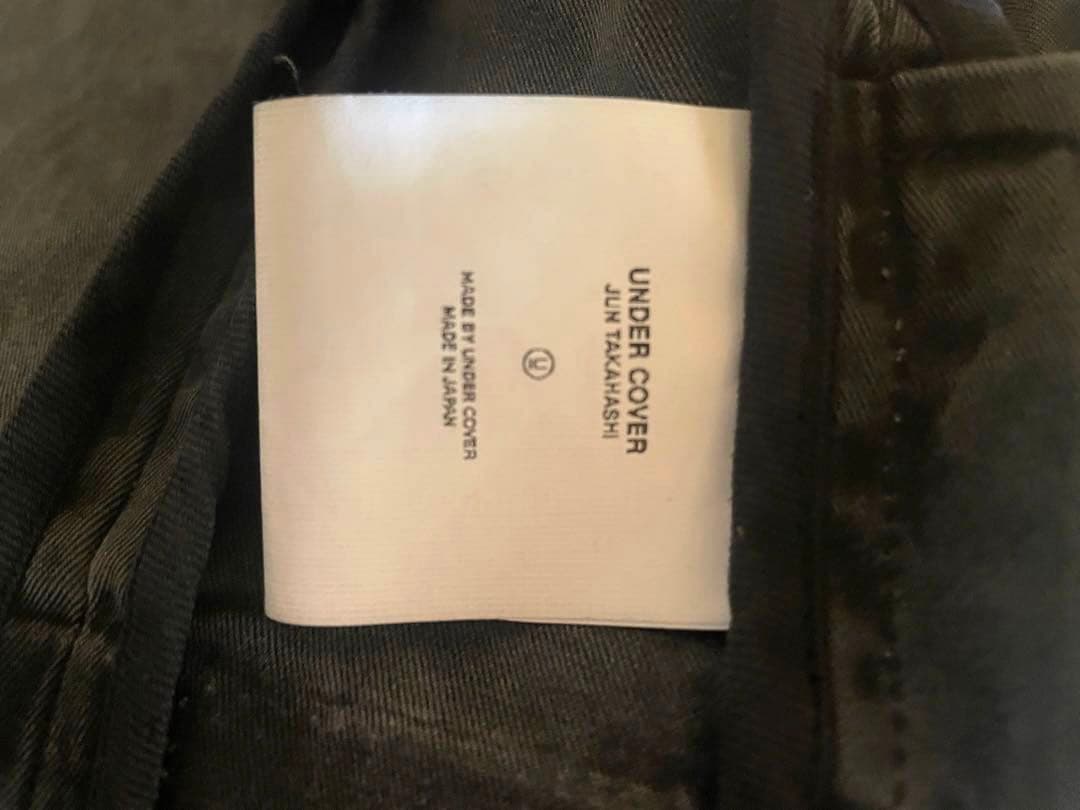 UNDER COVER
JUN TAKAHASHI
U
MADE BY UNDER COVER
MADE IN JAPAN